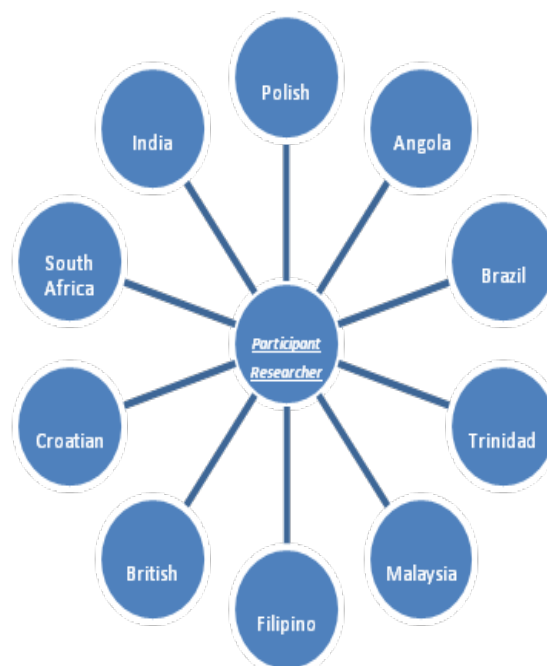 Polish
India
Angola
South
Africa
Brazil
Participant
Researcher
Croatian
Trinidad
British
Malaysia
Filipino